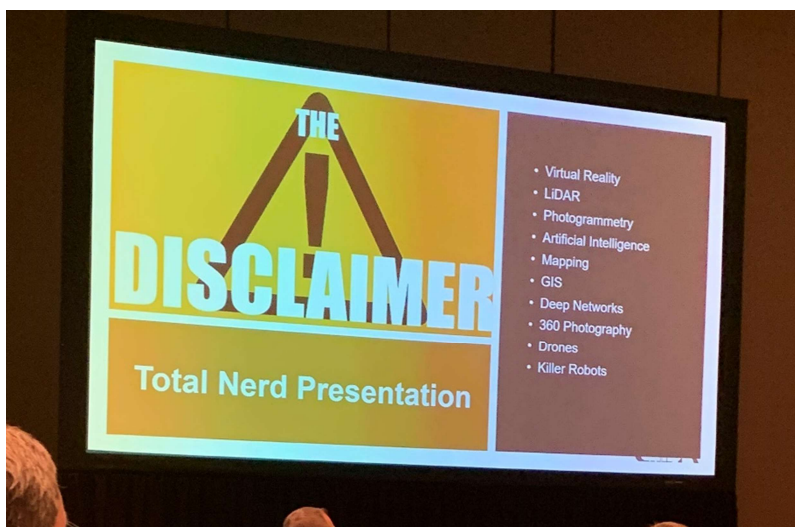 THE
DISCLAIMER
Total Nerd Presentation
• Virtual Reality
• LiDAR
• Photogrammetry
• Artificial Intelligence
• Mapping
• GIS
• Deep Networks
• 360 Photography
• Drones
• Killer Robots